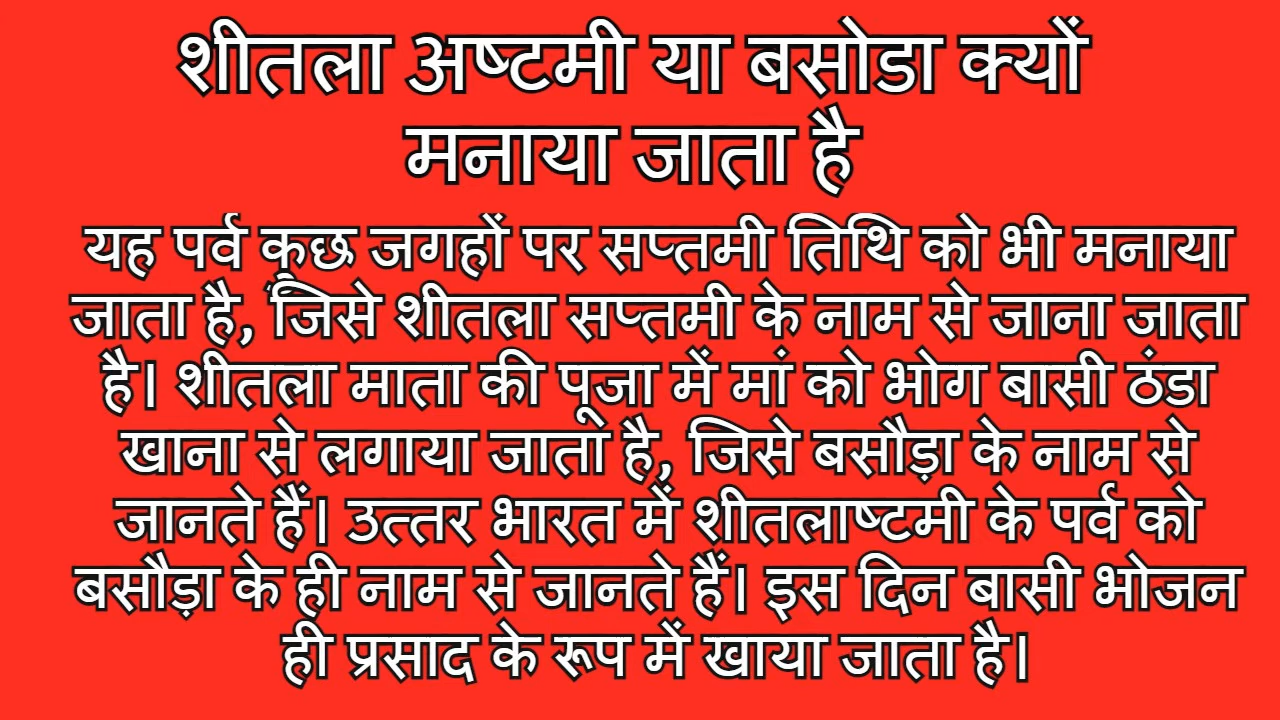 शीतला अष्टमी या बसोडा क्यों
मनाया जाता है
यह पर्व कुछ जगहों पर सप्तमी तिथि को भी मनाया
जाता है, जिसे शीतला सप्तमी के नाम से जाना जाता
है। शीतला माता की पूजा में मां को भोग बासी ठंडा
खाना से लगाया जाता है, जिसे बसौड़ा के नाम से
जानते हैं। उत्तर भारत में शीतलाष्टमी के पर्व को
बसौड़ा के ही नाम से जानते हैं। इस दिन बासी भोजन
ही प्रसाद के रूप में खाया जाता है।